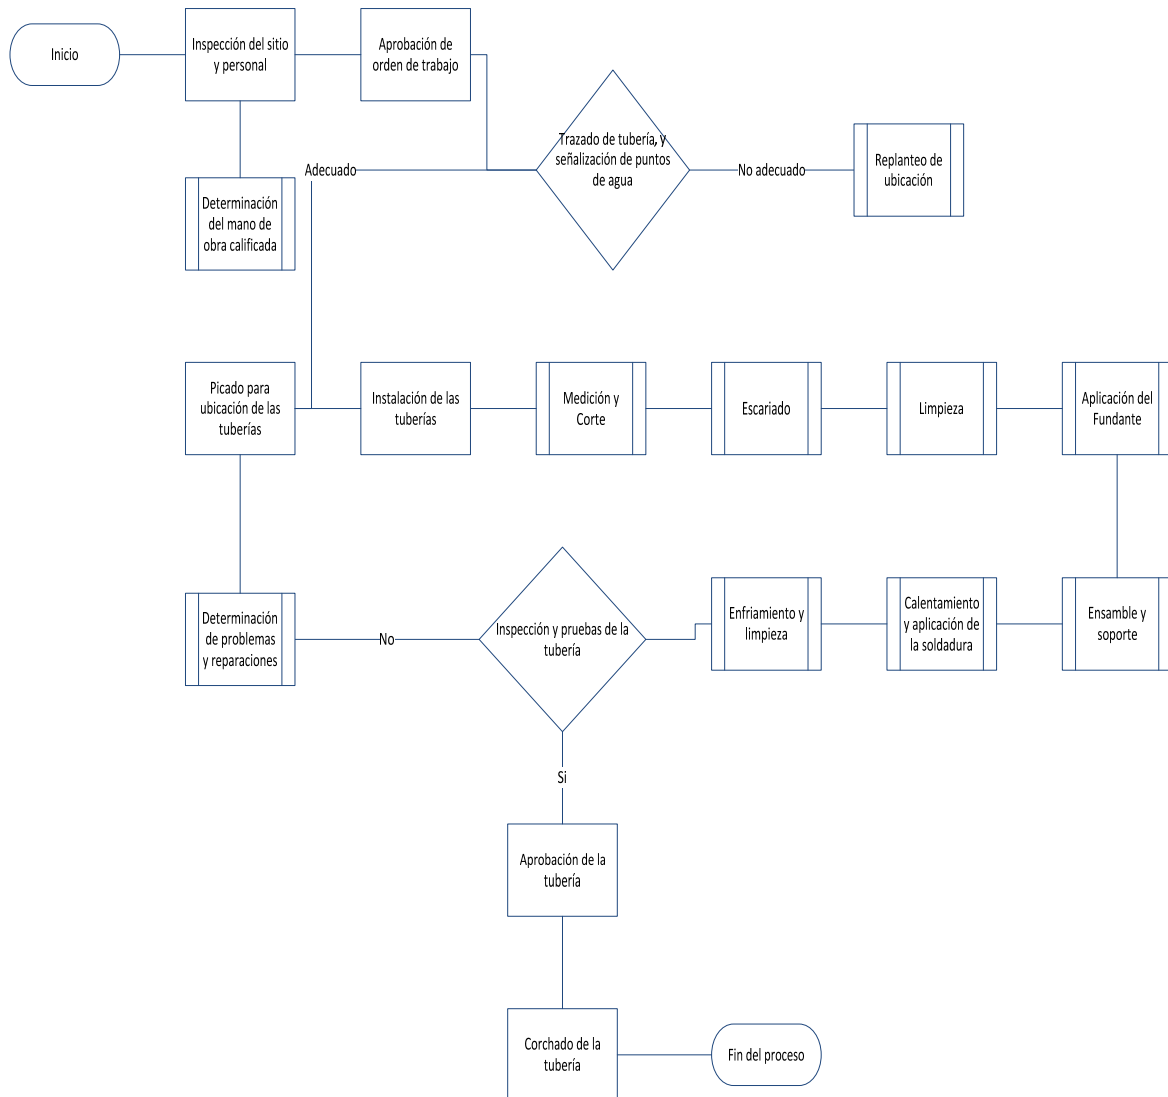 Inicio
Inspección del sitio
y personal
Aprobación de
orden de trabajo
Trazado de tubería, y
señalización de puntos
de agua
Adecuado
No adecuado
Replanteo de
ubicación
Determinación
del mano de
obra calificada
Picado para
ubicación de las
tuberías
Instalación de las
tuberías
Medición y
Corte
Escariado
Limpieza
Aplicación del
Fundante
Determinación
de problemas
y reparaciones
No
Inspección y pruebas de la
tubería
Enfriamiento y
limpieza
Calentamiento
y aplicación de
la soldadura
Ensamble y
soporte
Si
Aprobación de la
tubería
Corchado de la
tubería
Fin del proceso